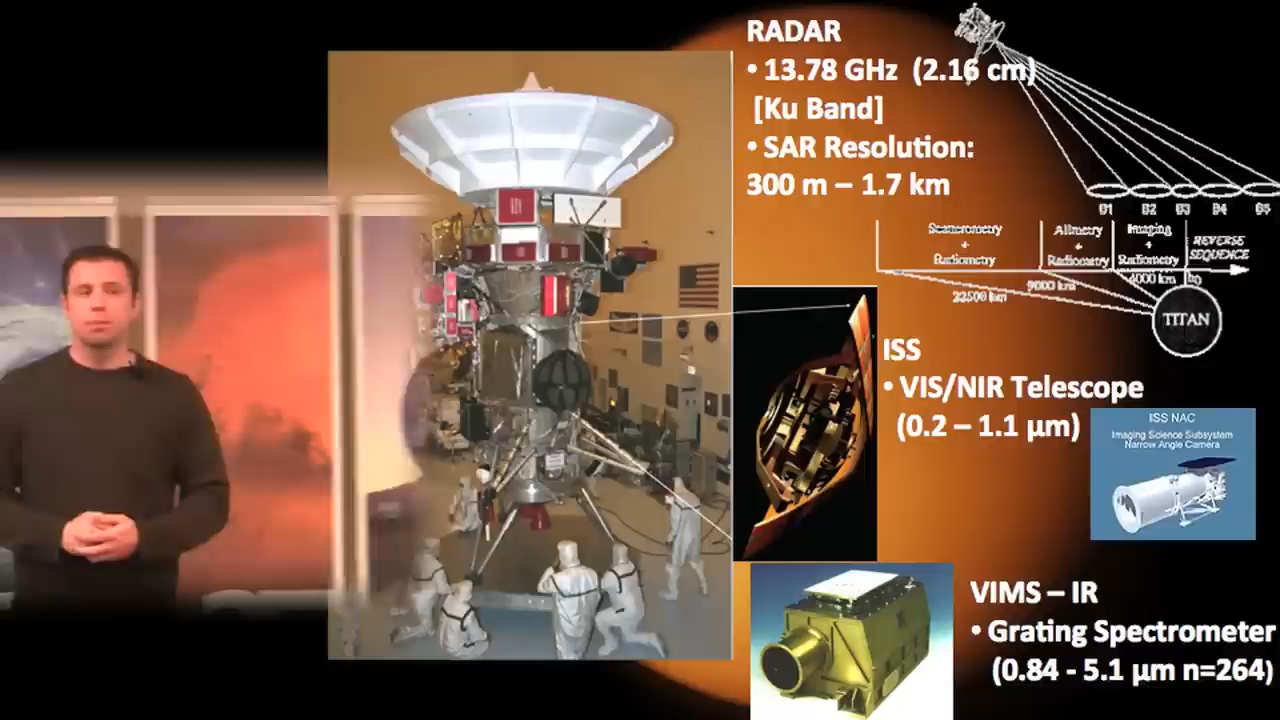 RADAR
• 13.78 GHz (2.16 cm)
[Ku Band]
• SAR Resolution:
300 m – 1.7 km
B1 B2 B3 B4 B5
Scatterometry
+
Radiometry
Altimetry
+
Radiometry
Imaging
+
Radiometry
REVERSE
SEQUENCE
22500 km
9000 km
4000 km
TITAN
ISS
• VIS/NIR Telescope
(0.2 – 1.1 µm)
ISS NAC
Imaging Science Subsystem
Narrow Angle Camera
VIMS – IR
• Grating Spectrometer
(0.84 - 5.1 µm n=264)